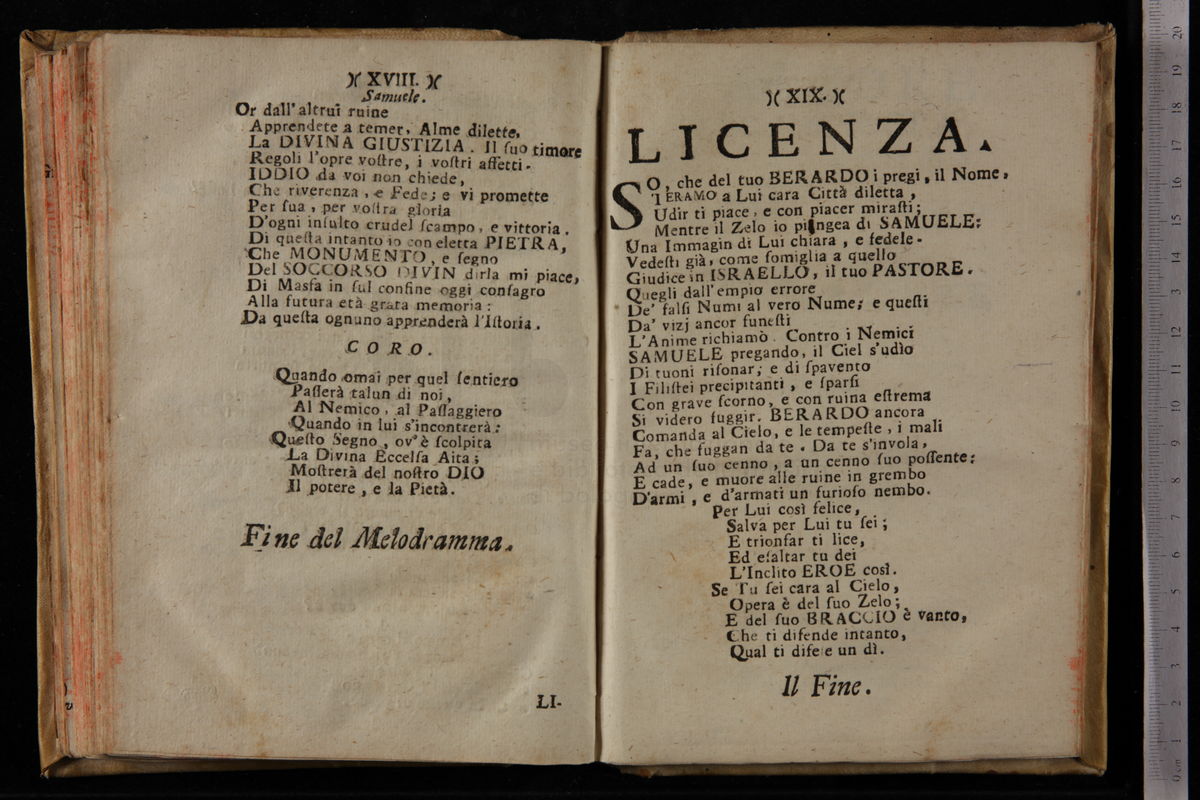 )( XVIII. )(
Samuele.
Or dall'altrui ruine
Apprendete a temer, Alme dilette,
La DIVINA GIUSTIZIA. Il ſuo timore
Regoli l'opre voſtre, i voſtri affetti.
IDDIO da voi non chiede,
Che riverenza, e Fede; e vi promette
Per ſua, per voſtra gloria
D'ogni inſulto crudel ſcampo, e vittoria.
Di queſta intanto io con eletta PIETRA,
Che MONUMENTO, e ſegno
Del SOCCORSO DIVIN dirla mi piace,
Di Masfa in ſul confine oggi conſagro
Alla futura età grata memoria:
Da queſta ognuno apprenderà l'Iſtoria.
CORO.
Quando omai per quel ſentiero
Paſſerà talun di noi,
Al Nemico, al Paſſaggiero
Quando in lui s'incontrerà:
Queſto Segno, ov'è ſcolpita
La Divina Eccelſa Aita;
Moſtrerà del noſtro DIO
Il potere, e la Pietà.
Fine del Melodramma.
LI-
)( XIX. )(
LICENZA.
SO, che del tuo BERARDO i pregi, il Nome,
TERAMO a Lui cara Città diletta,
Udir ti piace, e con piacer miraſti;
Mentre il Zelo io pingea di SAMUELE:
Una Immagin di Lui chiara, e fedele.
Vedeſti già, come ſomiglia a quello
Giudice in ISRAELLO, il tuo PASTORE.
Quegli dall'empio errore
De' falſi Numi al vero Nume; e queſti
Da' vizj ancor funeſti
L'Anime richiamò. Contro i Nemici
SAMUELE pregando, il Ciel s'udìo
Di tuoni riſonar; e di ſpavento
I Filiſtei precipitanti, e ſparſi
Con grave ſcorno, e con ruina eſtrema
Si videro fuggir. BERARDO ancora
Comanda al Cielo, e le tempeſte, i mali
Fa, che fuggan da te. Da te s'invola,
Ad un ſuo cenno, a un cenno ſuo poſſente:
E cade, e muore alle ruine in grembo
D'armi, e d'armati un furioſo nembo.
Per Lui così felice,
Salva per Lui tu ſei;
E trionfar ti lice,
Ed eſaltar tu dei
L'Inclito EROE così.
Se Tu ſei cara al Cielo,
Opera è del ſuo Zelo;
E del ſuo BRACCIO è vanto,
Che ti difende intanto,
Qual ti difeſe un dì.
Il Fine.